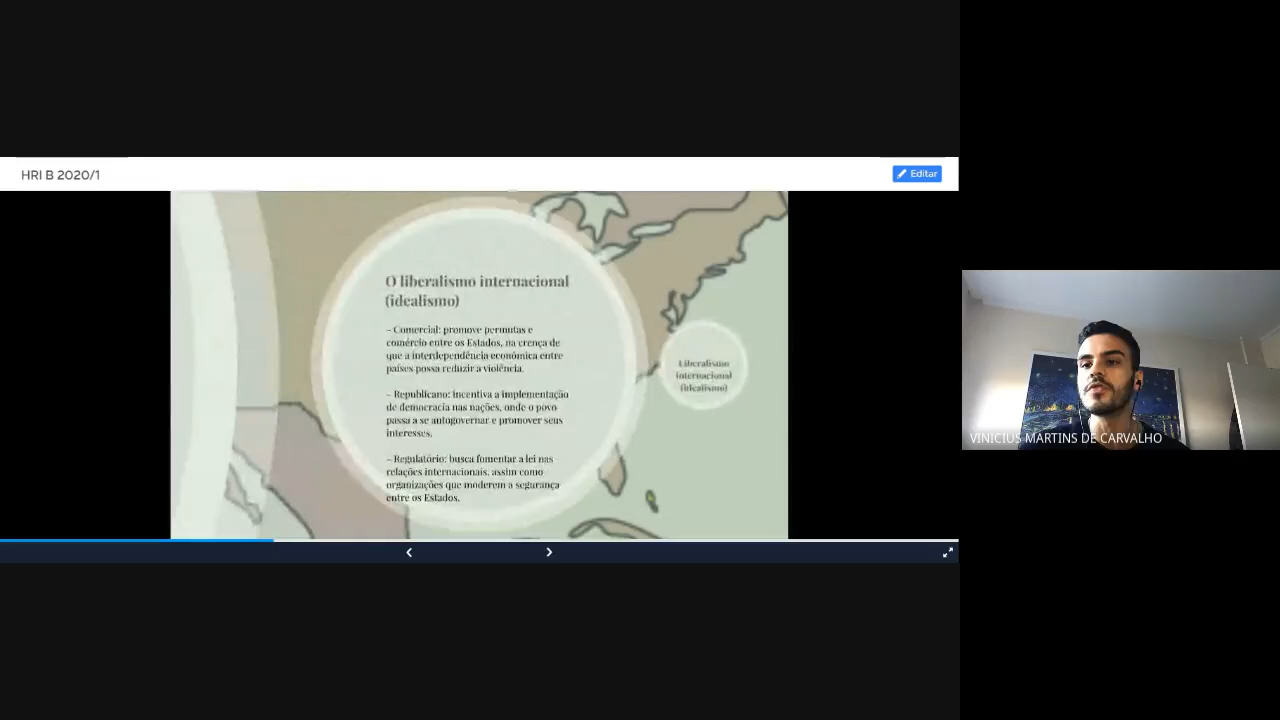 HRI B 2020/1
Editar
O liberalismo internacional
(idealismo)
– Comercial: promove permutas e
comércio entre os Estados, na crença de
que a interdependência econômica entre
países possa reduzir a violência.
– Republicano: incentiva a implementação
de democracia nas nações, onde o povo
passa a se autogovernar e promover seus
interesses.
– Regulatório: busca fomentar a lei nas
relações internacionais, assim como
organizações que moderem a segurança
entre os Estados.
Liberalismo
internacional
(idealismo)
VINICIUS MARTINS DE CARVALHO